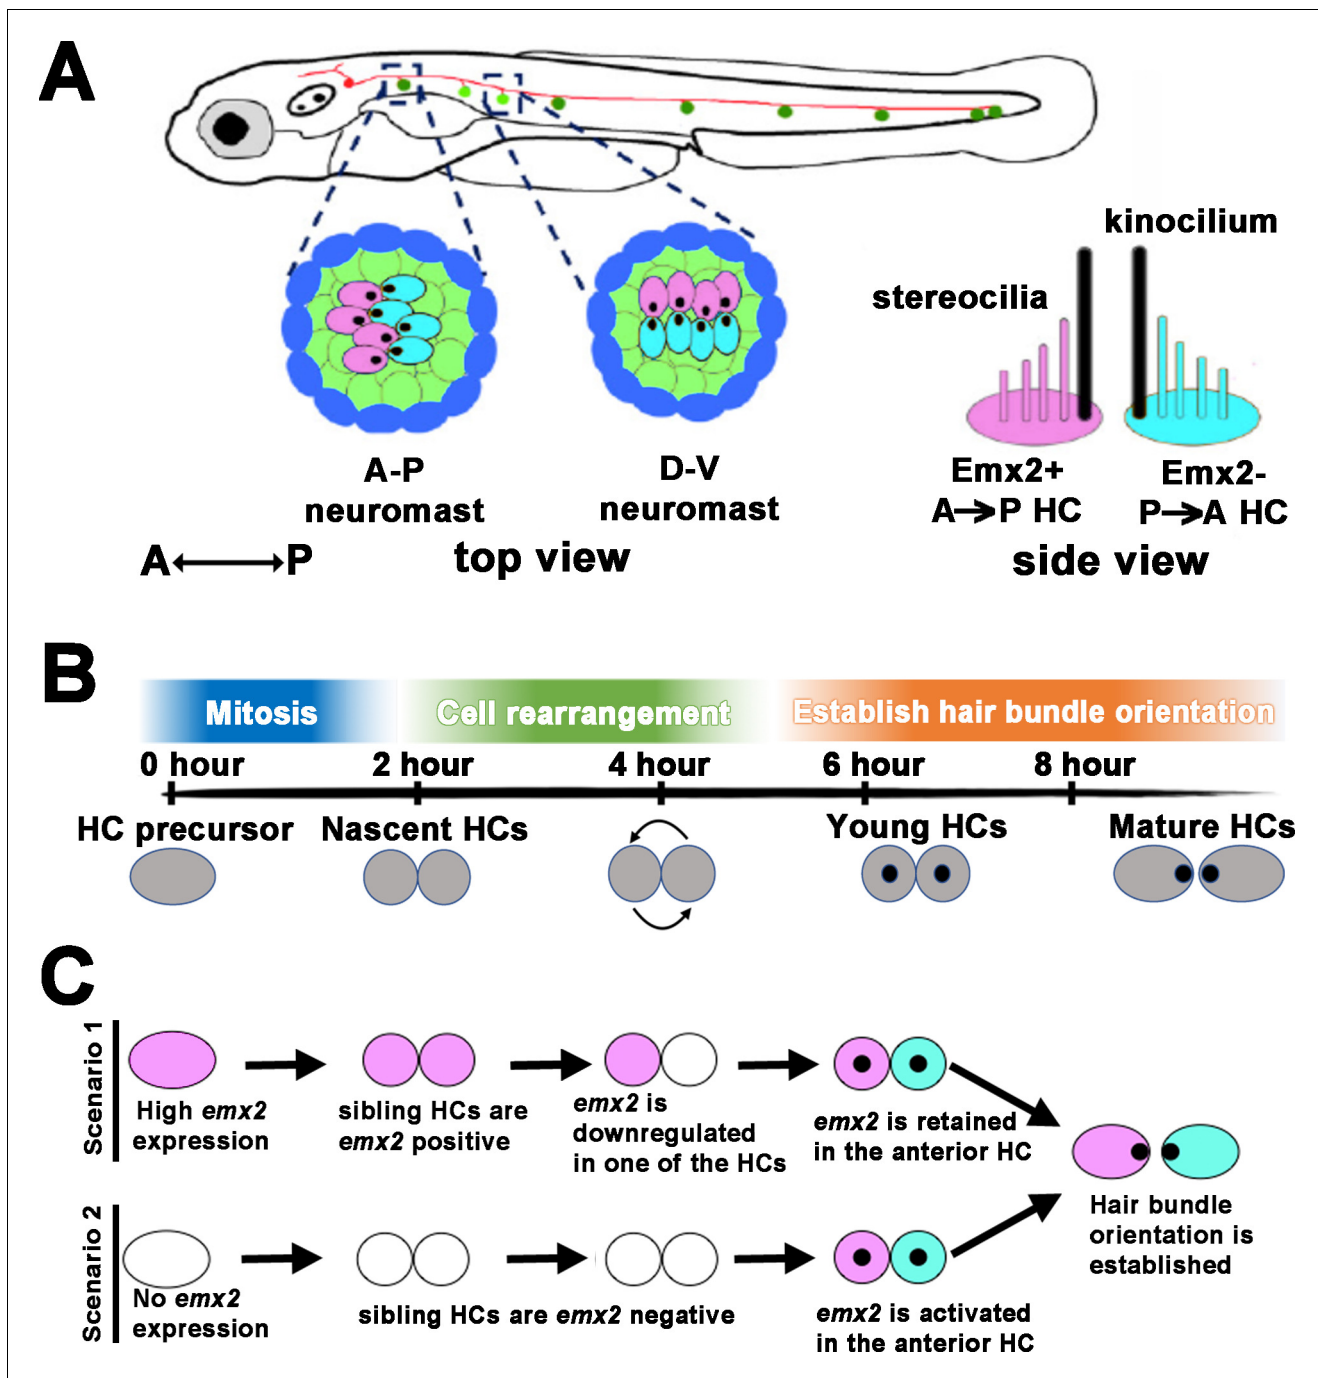 A
kinocilium
stereocilia
A-P
neuromast
D-V
neuromast
Emx2+
A→P HC
Emx2-
P→A HC
A↔P
top view
side view
B
Mitosis
Cell rearrangement
Establish hair bundle orientation
0 hour
2 hour
4 hour
6 hour
8 hour
HC precursor
Nascent HCs
Young HCs
Mature HCs
C
Scenario 1
High emx2
expression
sibling HCs are
emx2 positive
emx2 is
downregulated
in one of the HCs
emx2 is retained
in the anterior HC
Hair bundle
orientation is
established
Scenario 2
No emx2
expression
sibling HCs are emx2 negative
emx2 is activated
in the anterior HC